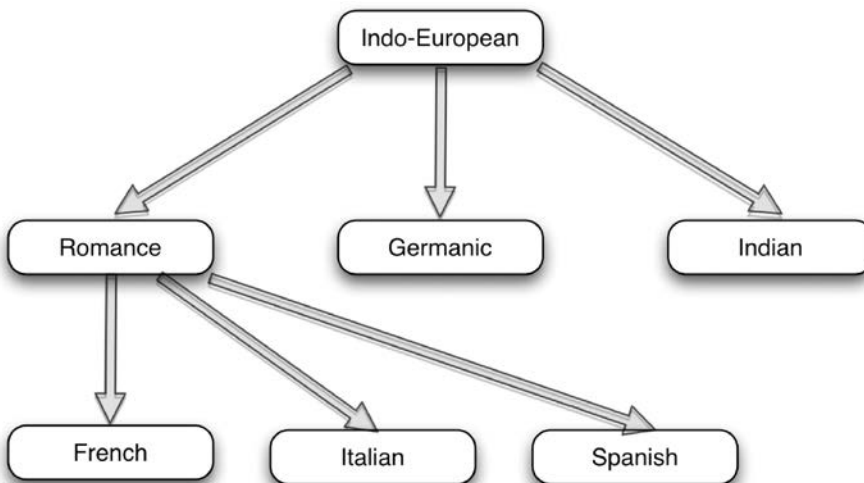 Indo-European
Romance
Germanic
Indian
French
Italian
Spanish